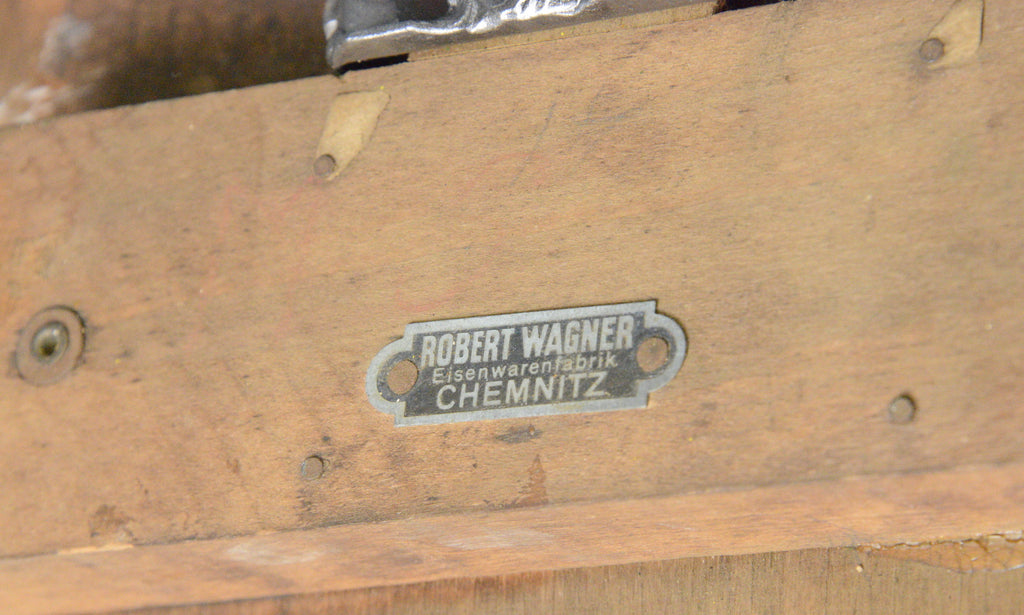 ROBERT WAGNER
Eisenwarenfabrik
CHEMNITZ